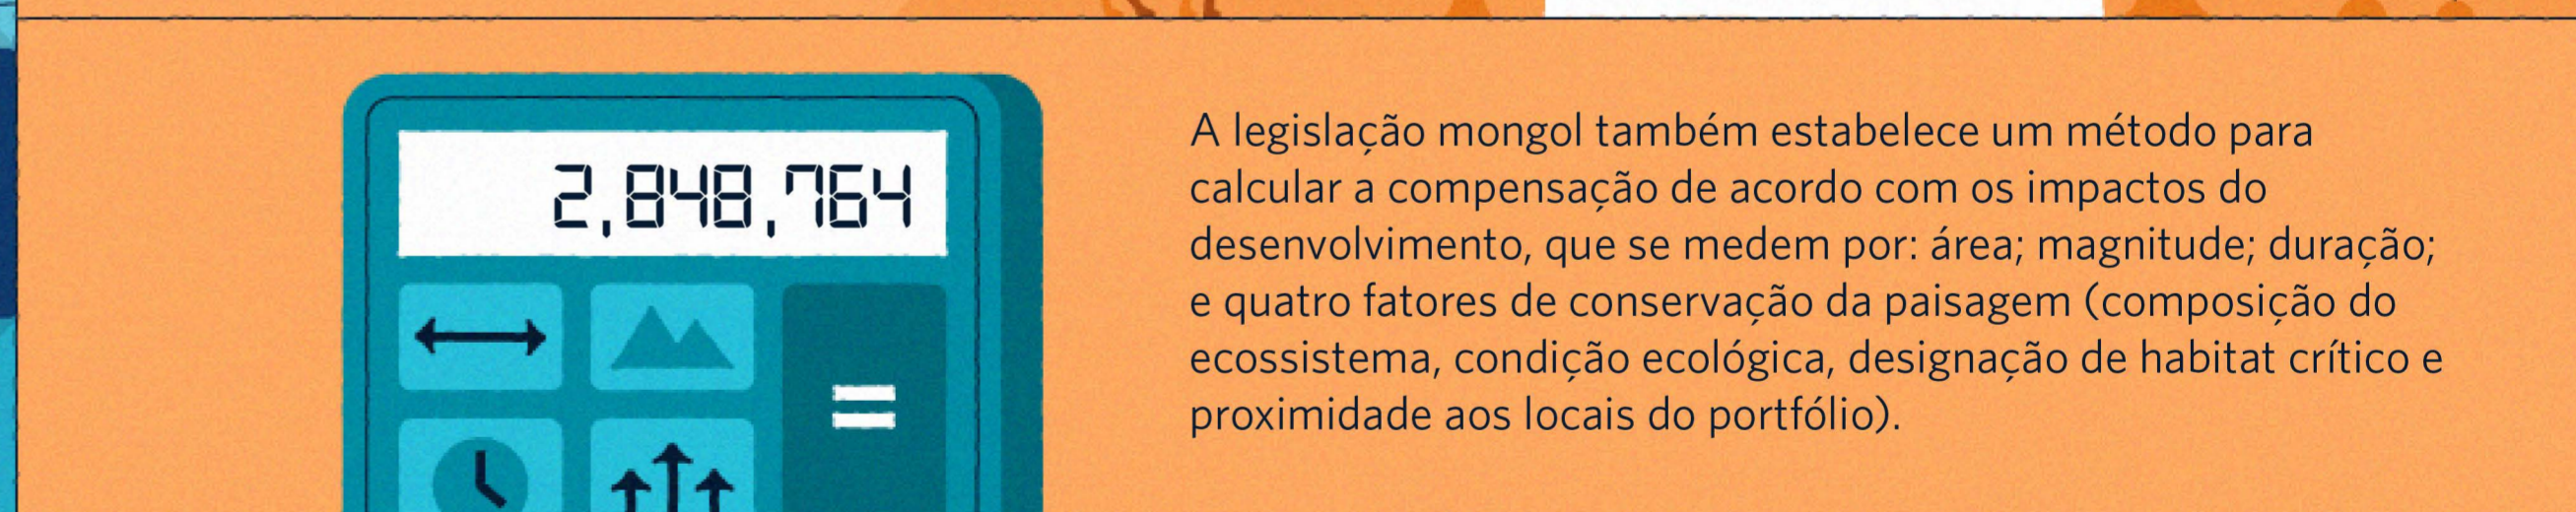 2,848,764
A legislação mongol também estabelece um método para
calcular a compensação de acordo com os impactos do
desenvolvimento, que se medem por: área; magnitude; duração;
e quatro fatores de conservação da paisagem (composição do
ecossistema, condição ecológica, designação de habitat crítico e
proximidade aos locais do portfólio).